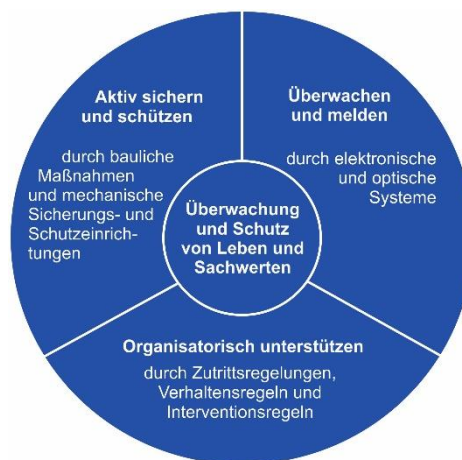 Aktiv sichern
und schützen
durch bauliche
Maßnahmen
und mechanische
Sicherungs- und
Schutzeinrich-
tungen
Überwachen
und melden
durch elektronische
und optische
Systeme
Überwachung
und Schutz
von Leben und
Sachwerten
Organisatorisch unterstützen
durch Zutrittsregelungen,
Verhaltensregeln und
Interventionsregeln